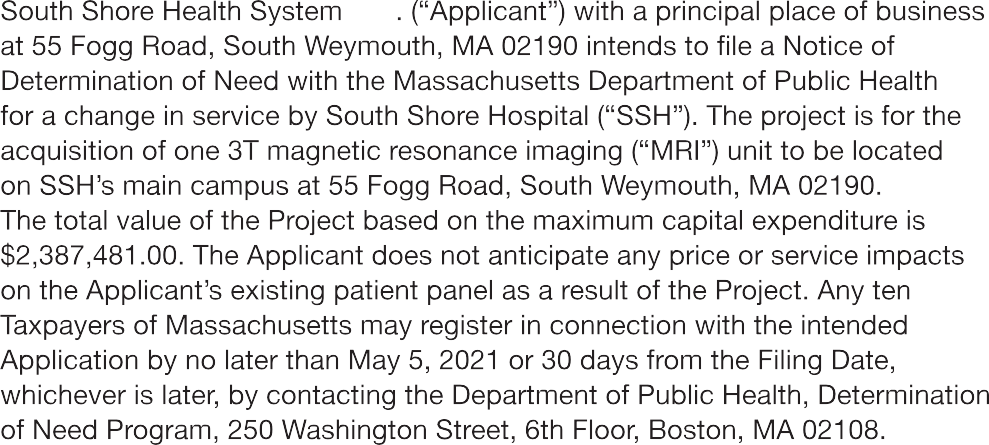 South Shore Health System . (“Applicant”) with a principal place of business
at 55 Fogg Road, South Weymouth, MA 02190 intends to file a Notice of
Determination of Need with the Massachusetts Department of Public Health
for a change in service by South Shore Hospital (“SSH”). The project is for the
acquisition of one 3T magnetic resonance imaging (“MRI”) unit to be located
on SSH’s main campus at 55 Fogg Road, South Weymouth, MA 02190.
The total value of the Project based on the maximum capital expenditure is
$2,387,481.00. The Applicant does not anticipate any price or service impacts
on the Applicant’s existing patient panel as a result of the Project. Any ten
Taxpayers of Massachusetts may register in connection with the intended
Application by no later than May 5, 2021 or 30 days from the Filing Date,
whichever is later, by contacting the Department of Public Health, Determination
of Need Program, 250 Washington Street, 6th Floor, Boston, MA 02108.